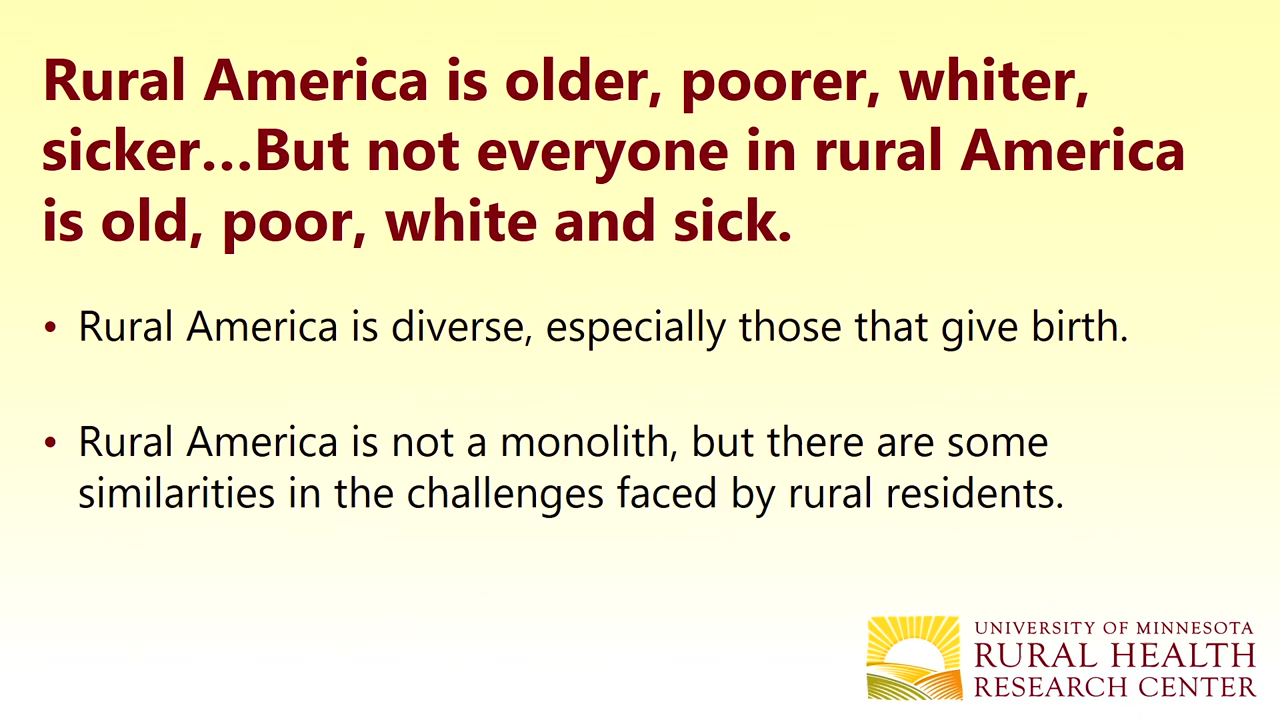 Rural America is older, poorer, whiter,
sicker…But not everyone in rural America
is old, poor, white and sick.
• Rural America is diverse, especially those that give birth.
• Rural America is not a monolith, but there are some
similarities in the challenges faced by rural residents.
UNIVERSITY OF MINNESOTA
RURAL HEALTH
RESEARCH CENTER